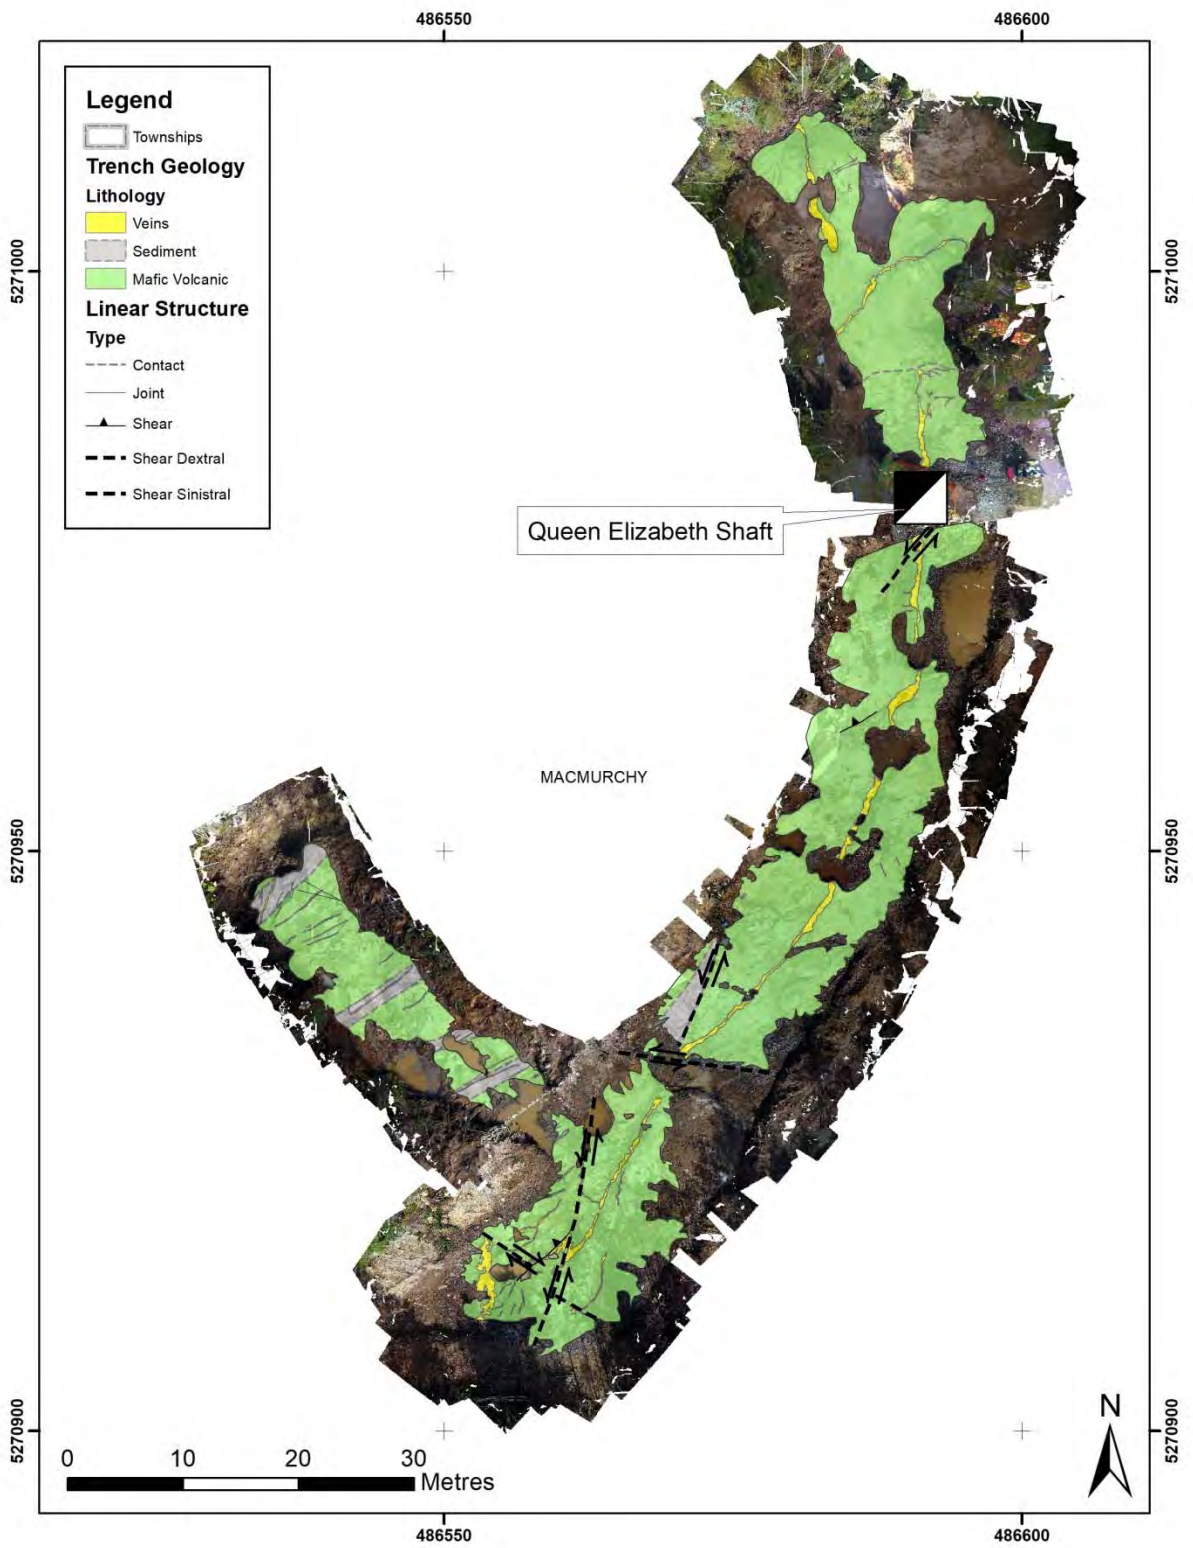 486550
486600
Legend
Townships
Trench Geology
Lithology
Veins
Sediment
Mafic Volcanic
Linear Structure
Type
Contact
Joint
Shear
Shear Dextral
Shear Sinistral
5271000
5271000
Queen Elizabeth Shaft
MACMURCHY
5270950
5270950
N
5270900
5270900
0 10 20 30
Metres
486550
486600